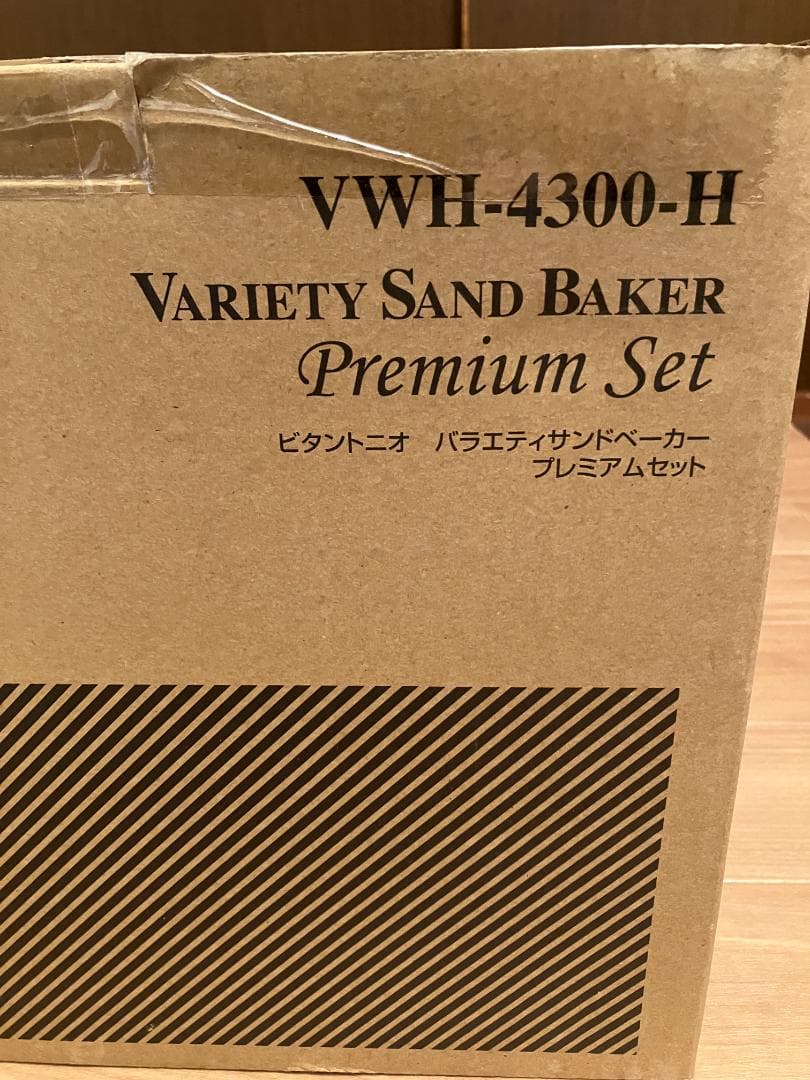 VWH-4300-H
VARIETY SAND BAKER
Premium Set
ビタントニオ　バラエティサンドベーカー
プレミアムセット